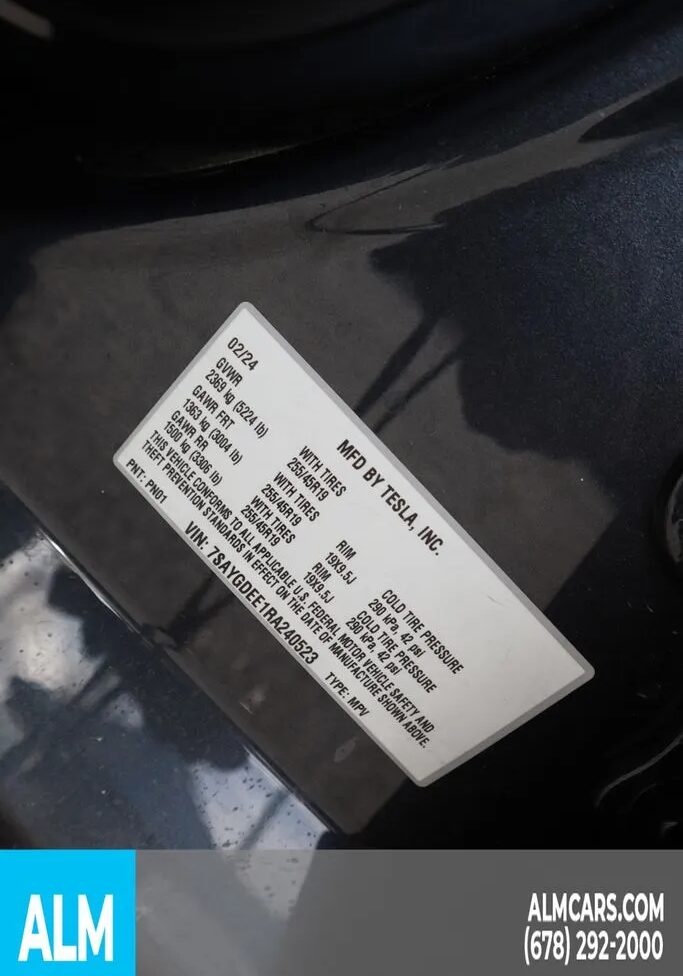 MFD BY TESLA, INC.
02/24
GVWR
2369 kg (5224 lb)
GAWR FRT WITH TIRES RIM COLD TIRE PRESSURE
1363 kg (3004 lb) 255/45R19 19X9.5J 290 kPa, 42 psi
GAWR RR WITH TIRES RIM COLD TIRE PRESSURE
1500 kg (3306 lb) 255/45R19 19X9.5J 290 kPa, 42 psi
WITH TIRES
255/45R19
THIS VEHICLE CONFORMS TO ALL APPLICABLE U.S. FEDERAL MOTOR VEHICLE SAFETY AND
THEFT PREVENTION STANDARDS IN EFFECT ON THE DATE OF MANUFACTURE SHOWN ABOVE.
PNT: PN01
VIN: 7SAYGDEE1RA240523 TYPE: MPV
ALM
ALMCARS.COM
(678) 292-2000